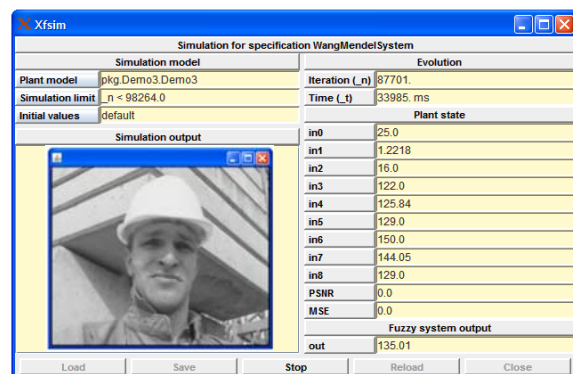 Xfsim
Simulation for specification WangMendelSystem
Simulation model
Plant model pkg.Demo3.Demo3
Simulation limit _n < 98264.0
Initial values default
Simulation output
Evolution
Iteration (_n) 87701.
Time (_t) 33985. ms
Plant state
in0 25.0
in1 1.2218
in2 16.0
in3 122.0
in4 125.84
in5 129.0
in6 150.0
in7 144.05
in8 129.0
PSNR 0.0
MSE 0.0
Fuzzy system output
out 135.01
Load Save Stop Reload Close